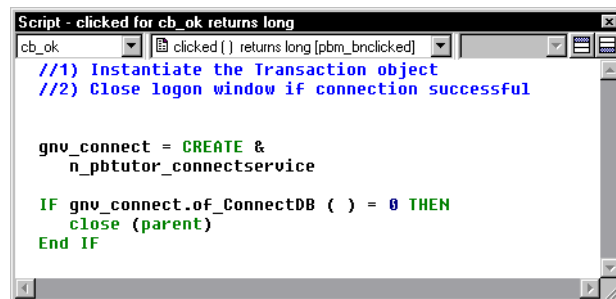 Script - clicked for cb_ok returns long
cb_ok clicked ( ) returns long [pbm_bnclicked]
//1) Instantiate the Transaction object
//2) Close logon window if connection successful
gnv_connect = CREATE &
n_pbtutor_connectservice
IF gnv_connect.of_ConnectDB ( ) = 0 THEN
close (parent)
End IF